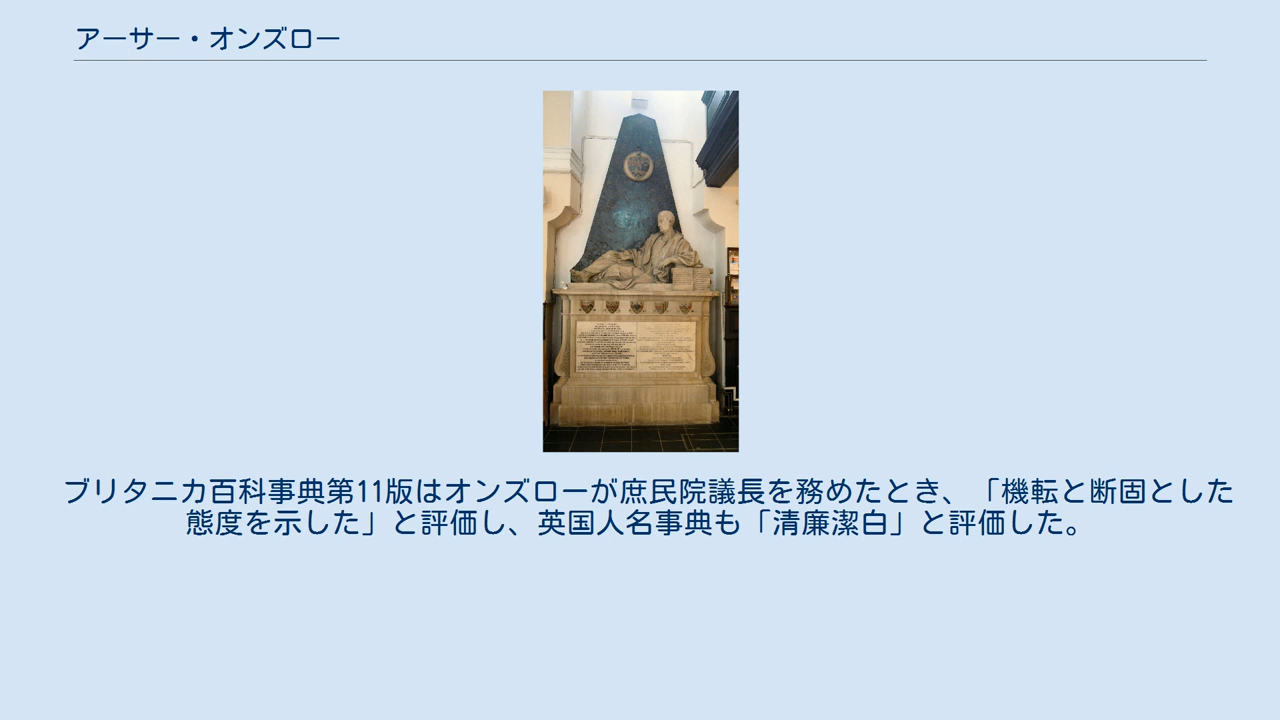 アーサー・オンズロー
ブリタニカ百科事典第11版はオンズローが庶民院議長を務めたとき、「機転と断固とした
態度を示した」と評価し、英国人名事典も「清廉潔白」と評価した。